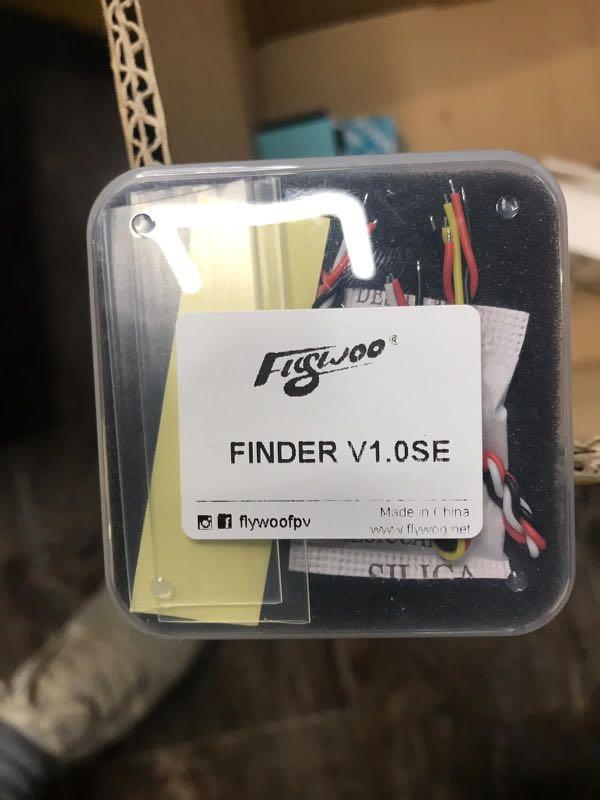 Flywoo®
FINDER V1.0SE
flywoofpv
Made in China
www.flywoo.net
SILICA